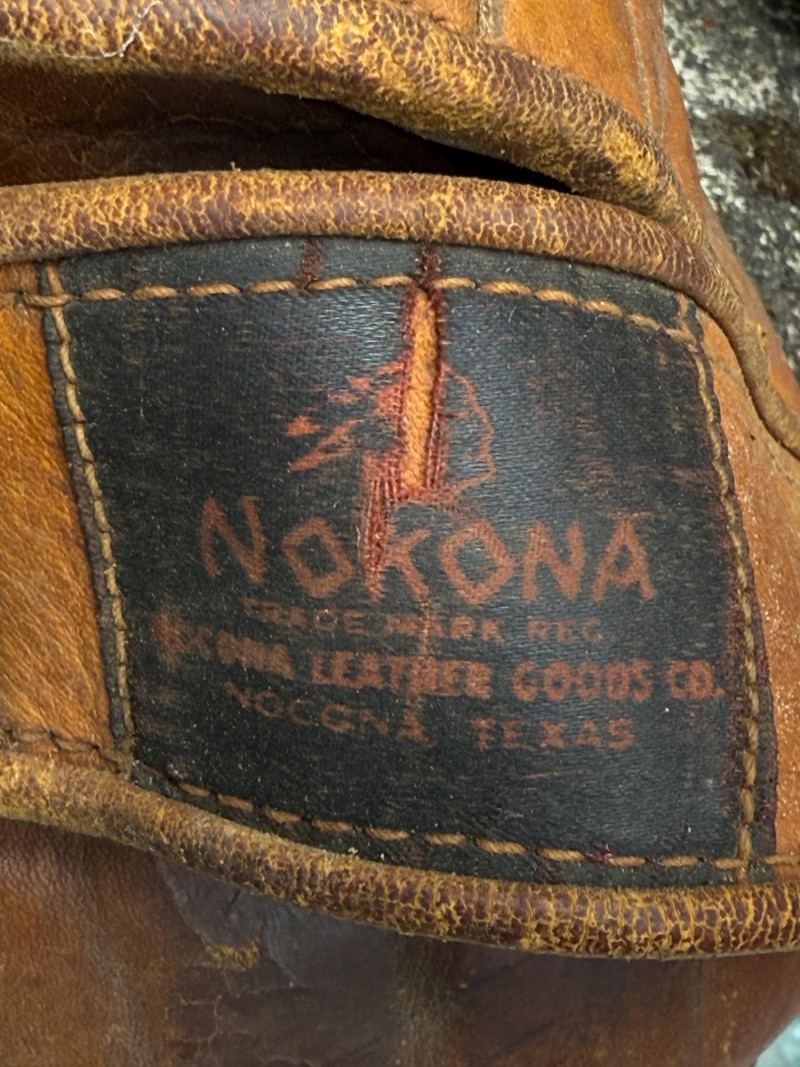 NOKONA
TRADE MARK REG.
NOCONA LEATHER GOODS CO.
NOCONA TEXAS